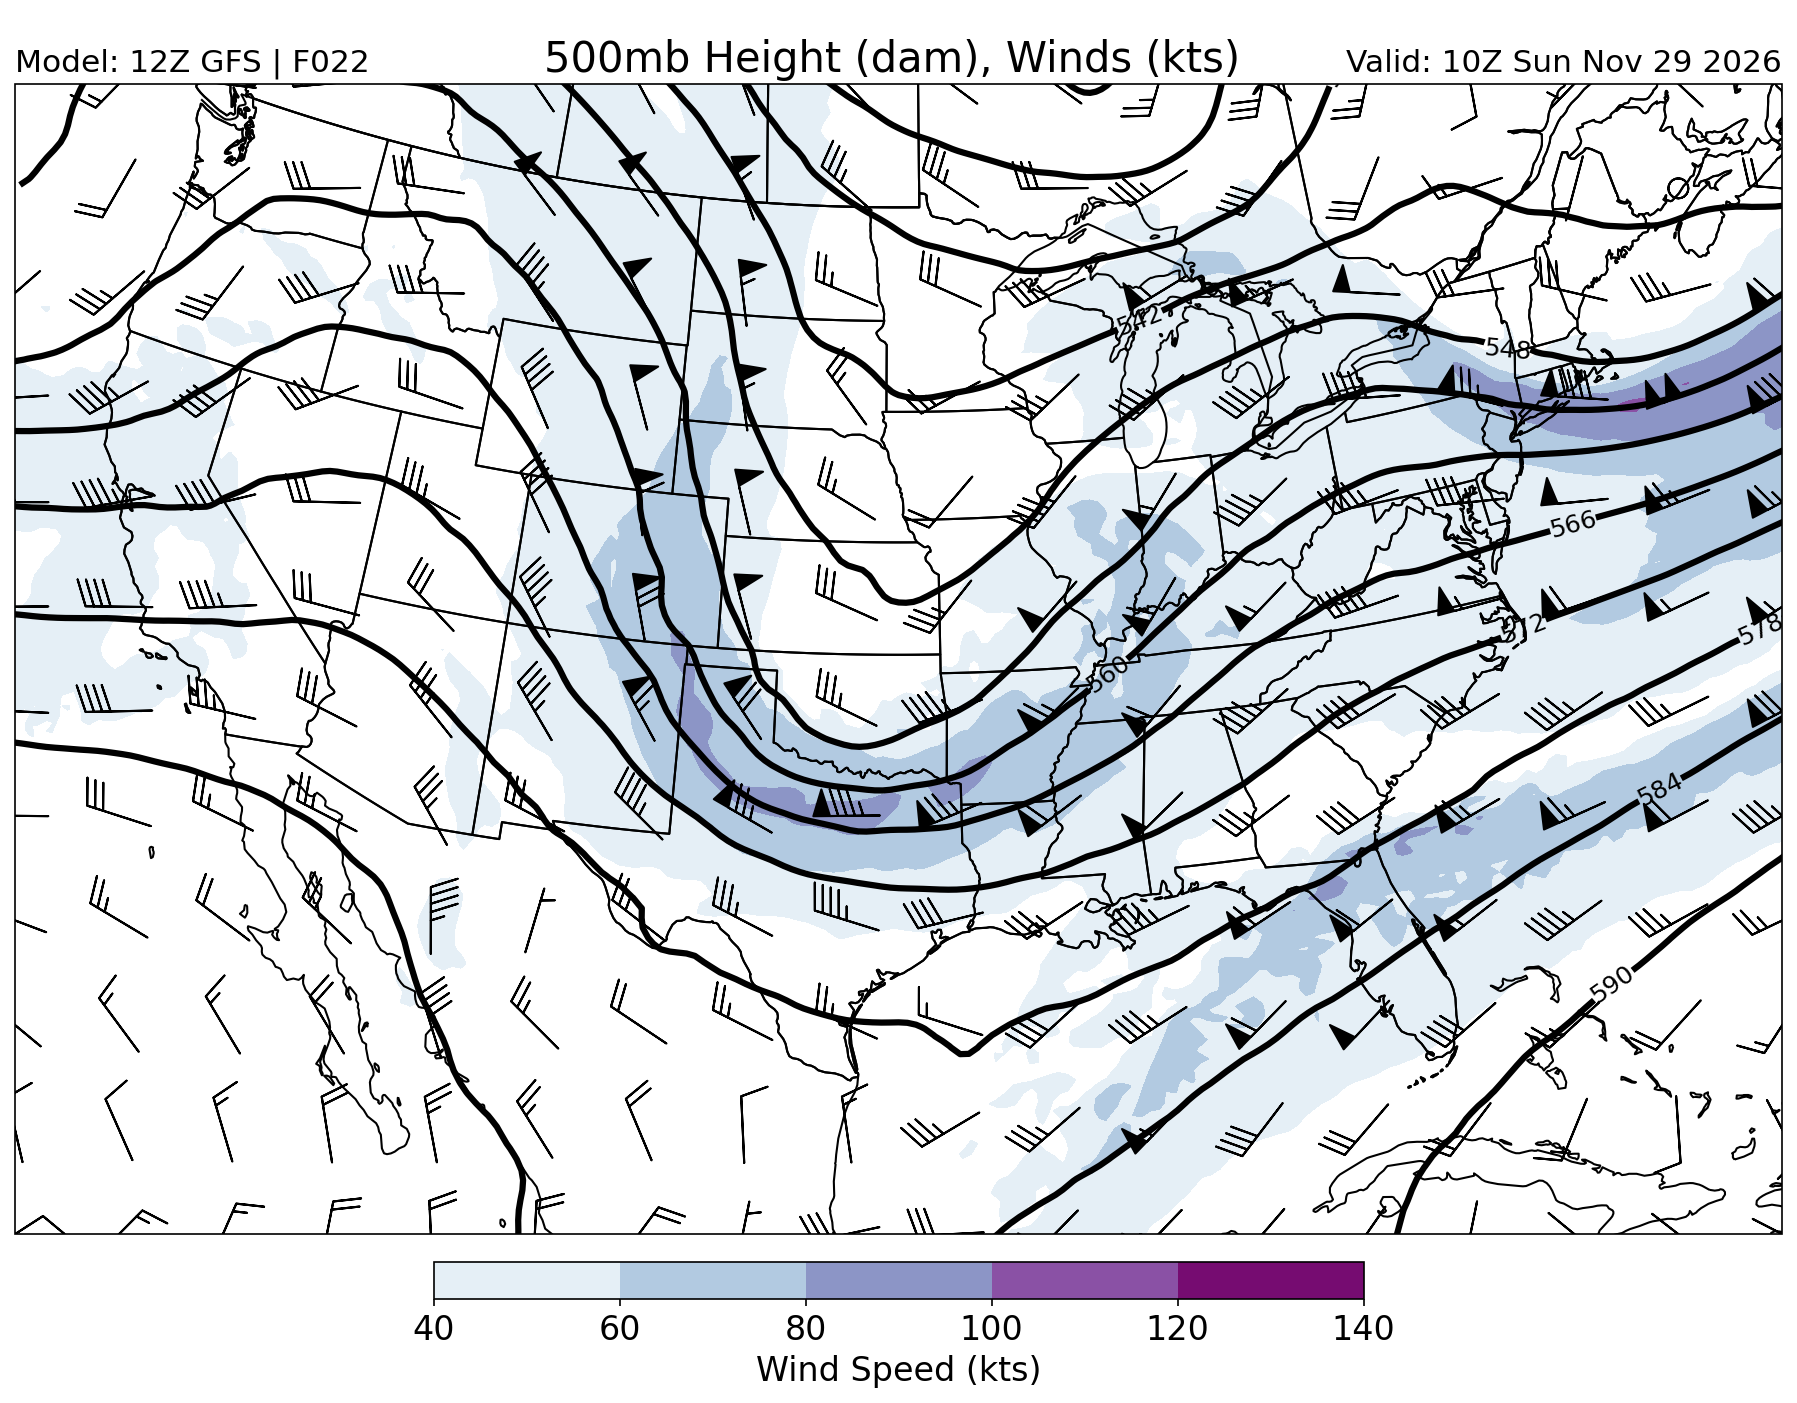 Model: 12Z GFS | F022
500mb Height (dam), Winds (kts)
Valid: 10Z Sun Nov 29 2026
542
548
566
572
578
560
584
590
40 60 80 100 120 140
Wind Speed (kts)